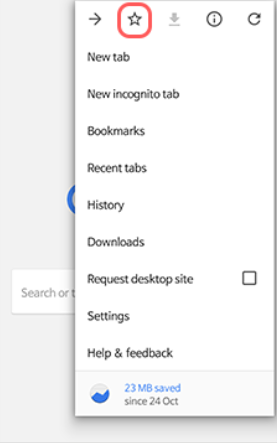 New tab
New incognito tab
Bookmarks
Recent tabs
History
Downloads
Search or
Request desktop site
Settings
Help & feedback
23 MB saved
since 24 Oct